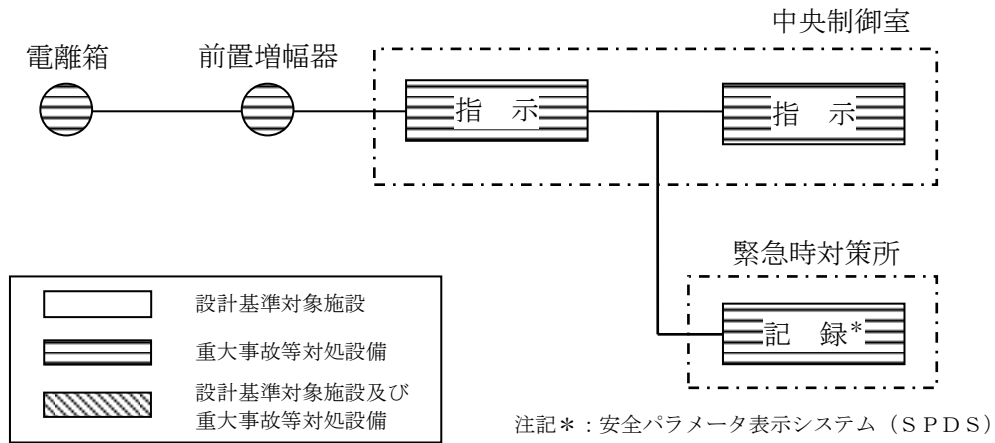 中央制御室
電離箱
前置増幅器
指　示
指　示
緊急時対策所
記　録*
設計基準対象施設
重大事故等対処設備
設計基準対象施設及び
重大事故等対処設備
注記＊：安全パラメータ表示システム（ＳＰＤＳ）